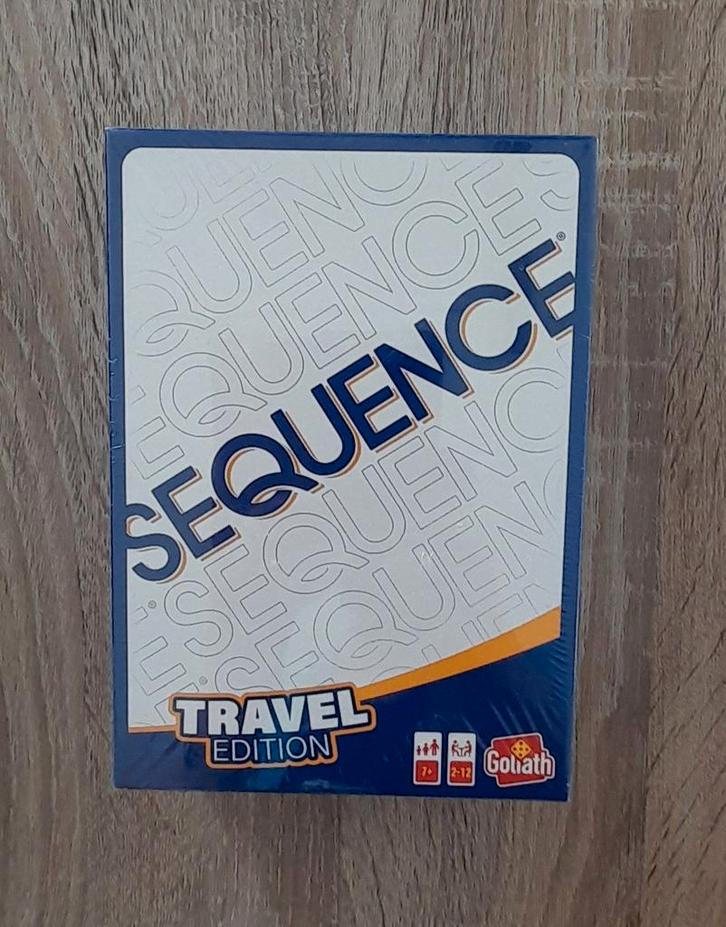 SEQUENCE®
TRAVEL
EDITION
7+
2-12
Goliath